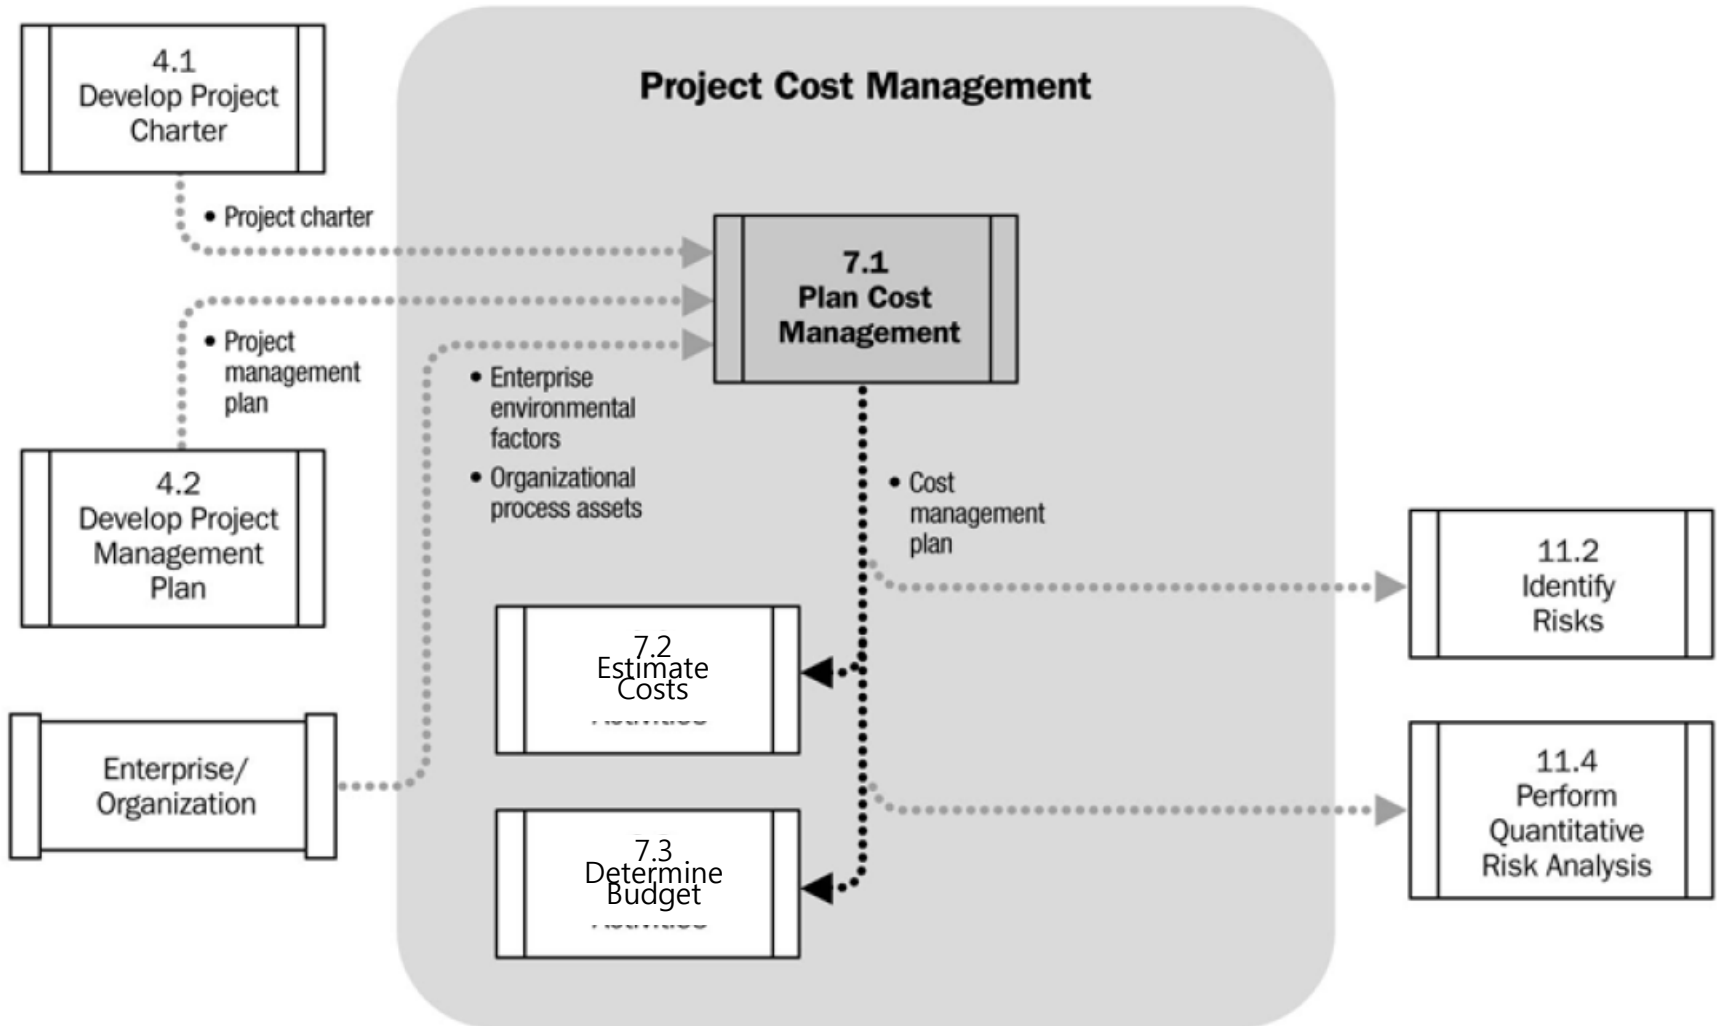 Project Cost Management
4.1
Develop Project
Charter
• Project charter
7.1
Plan Cost
Management
• Project
management
plan
• Enterprise
environmental
factors
• Organizational
process assets
4.2
Develop Project
Management
Plan
• Cost
management
plan
11.2
Identify
Risks
7.2
Estimate
Costs
Enterprise/
Organization
11.4
Perform
Quantitative
Risk Analysis
7.3
Determine
Budget